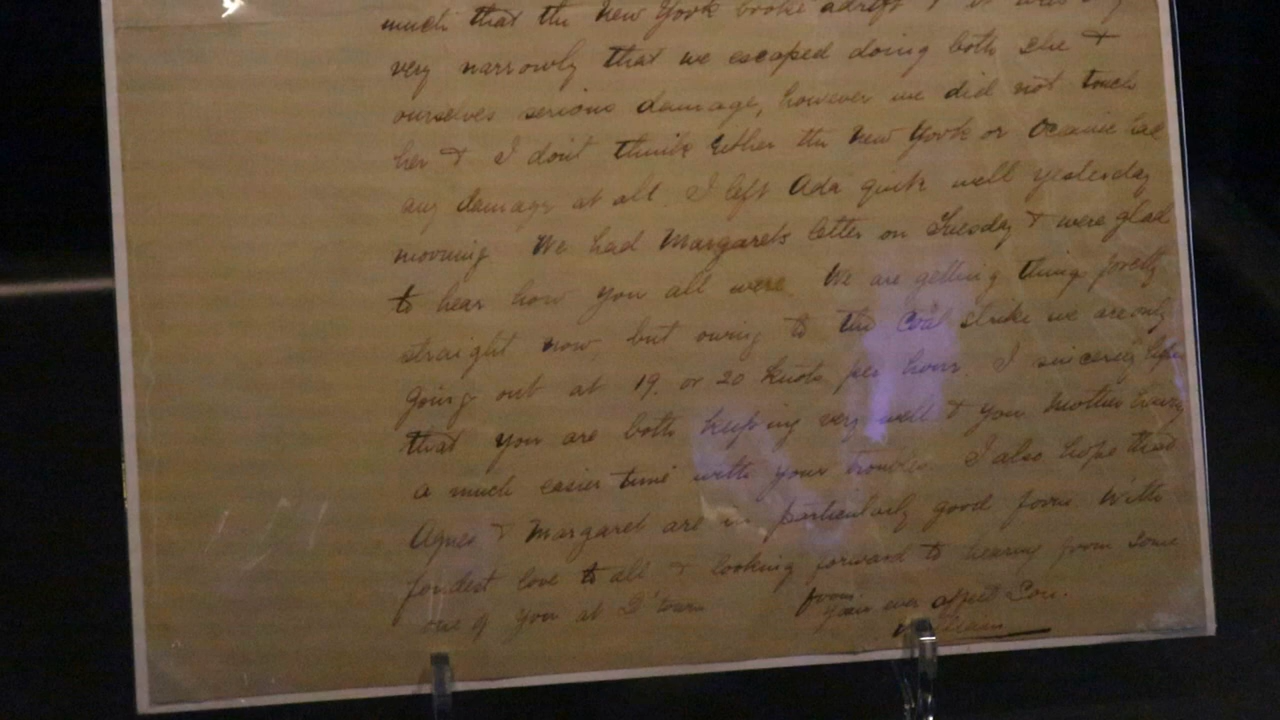 much that the New York broke adrift & it was
very narrowly that we escaped doing both she &
ourselves serious damage, however we did not touch
her & I don't think Either the New York or Oceanic had
any damage at all. I left Ada quite well yesterday
morning We had Margarets letter on Tuesday & were glad
to hear how you all were. We are getting things pretty
straight now, but owing to the Coal strike we are only
going out at 19. or 20 knots per hour. I sincerely hope
that you are both keeping very well & you Mother having
a much easier time with your troubles. I also hope that
Agnes & Margaret are in particularly good form. With
fondest love to all & looking forward to hearing from some
one of you at Q'town
from
Your ever affect Son.